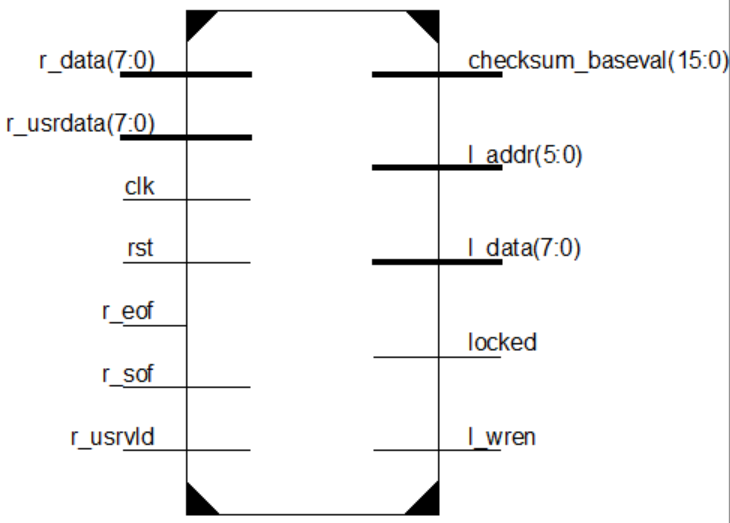 r_data(7:0)
r_usrdata(7:0)
clk
rst
r_eof
r_sof
r_usrvld
checksum_baseval(15:0)
l_addr(5:0)
l_data(7:0)
locked
l_wren